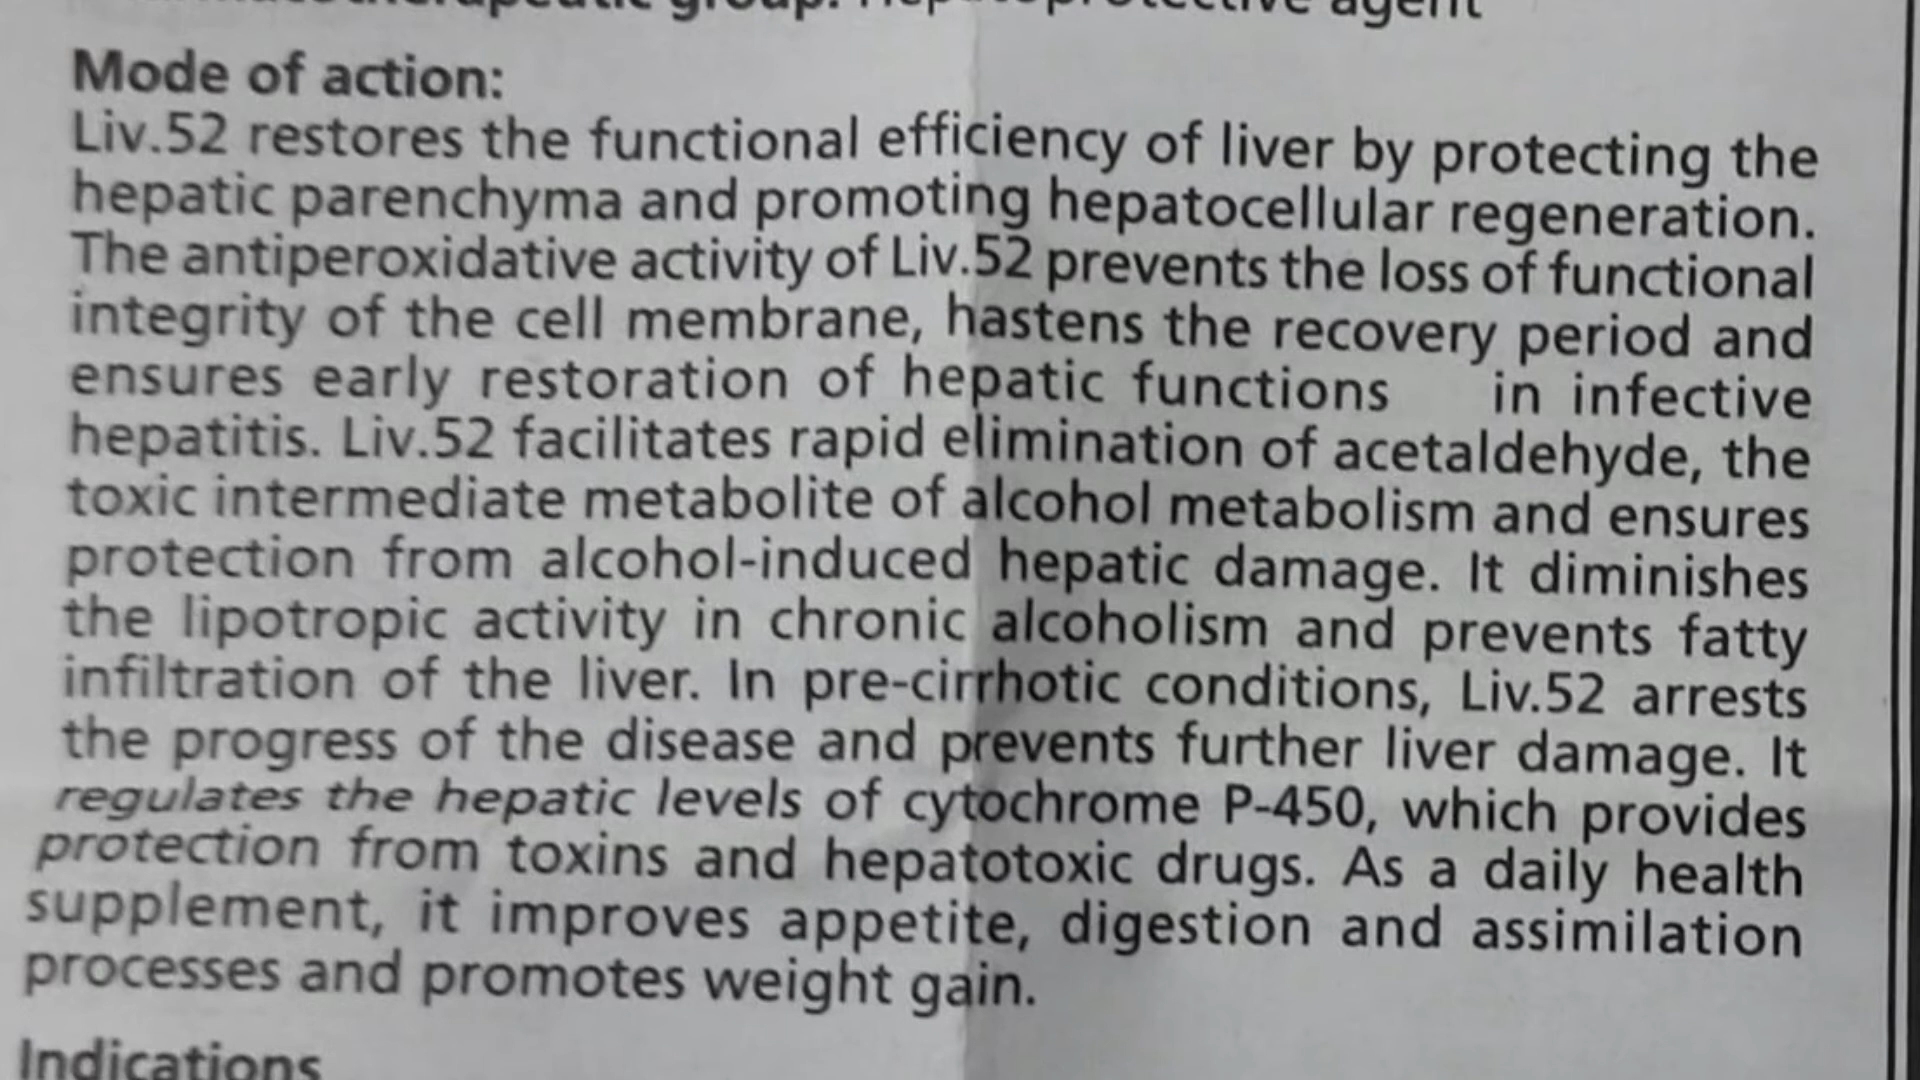 group: Hepatoprotective agent
Mode of action:
Liv.52 restores the functional efficiency of liver by protecting the
hepatic parenchyma and promoting hepatocellular regeneration.
The antiperoxidative activity of Liv.52 prevents the loss of functional
integrity of the cell membrane, hastens the recovery period and
ensures early restoration of hepatic functions in infective
hepatitis. Liv.52 facilitates rapid elimination of acetaldehyde, the
toxic intermediate metabolite of alcohol metabolism and ensures
protection from alcohol-induced hepatic damage. It diminishes
the lipotropic activity in chronic alcoholism and prevents fatty
infiltration of the liver. In pre-cirrhotic conditions, Liv.52 arrests
the progress of the disease and prevents further liver damage. It
regulates the hepatic levels of cytochrome P-450, which provides
protection from toxins and hepatotoxic drugs. As a daily health
supplement, it improves appetite, digestion and assimilation
processes and promotes weight gain.
Indications